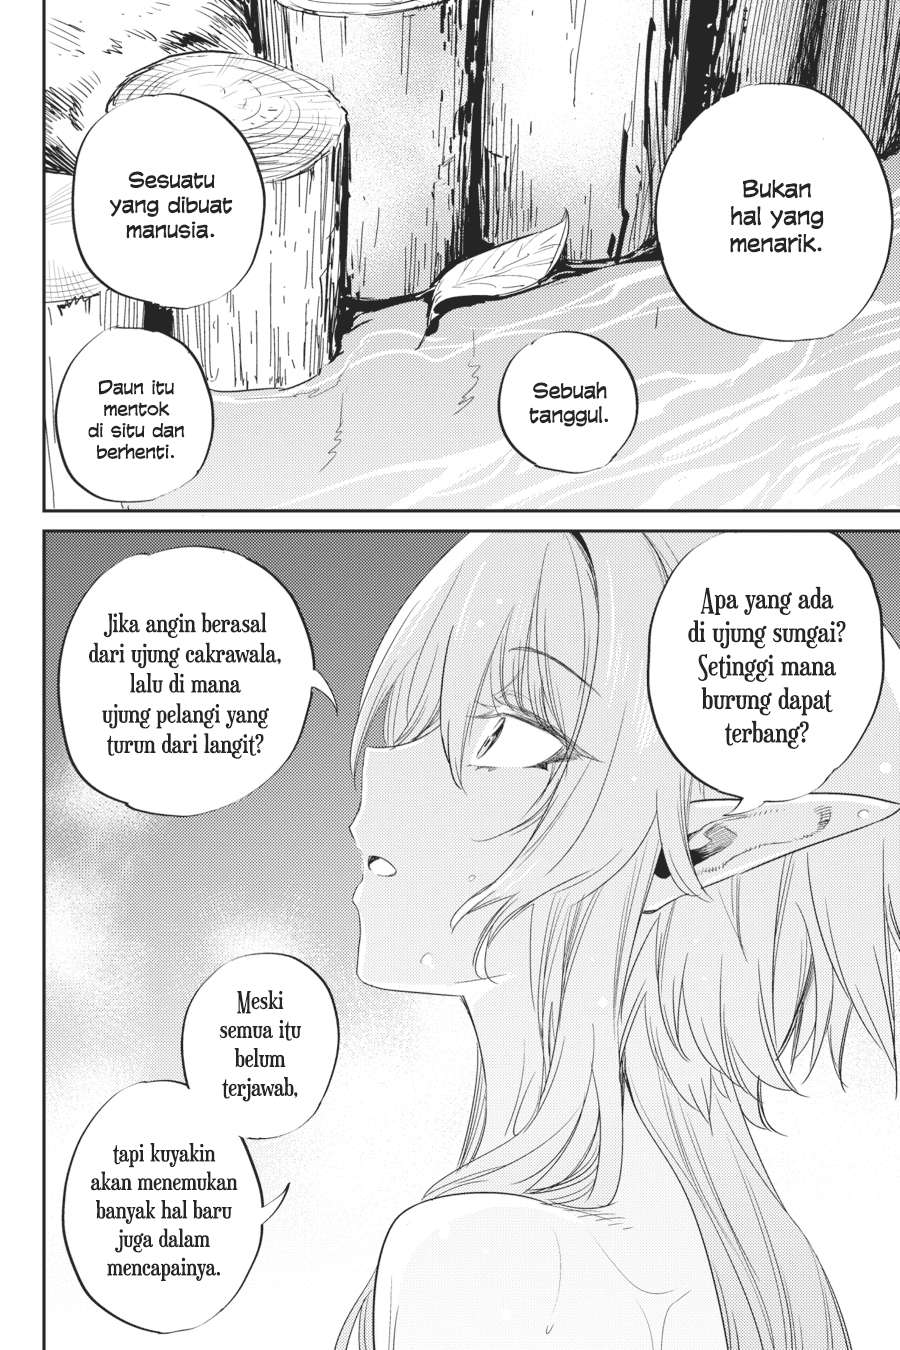 Bukan
hal yang
menarik.
Sebuah
tanggul.
Sesuatu
yang dibuat
manusia.
Daun itu
mentok
di situ dan
berhenti.
Apa yang ada
di ujung sungai?
Setinggi mana
burung dapat
terbang?
Jika angin berasal
dari ujung cakrawala,
lalu di mana
ujung pelangi yang
turun dari langit?
Meski
semua itu
belum
terjawab,
tapi kuyakin
akan menemukan
banyak hal baru
juga dalam
mencapainya.